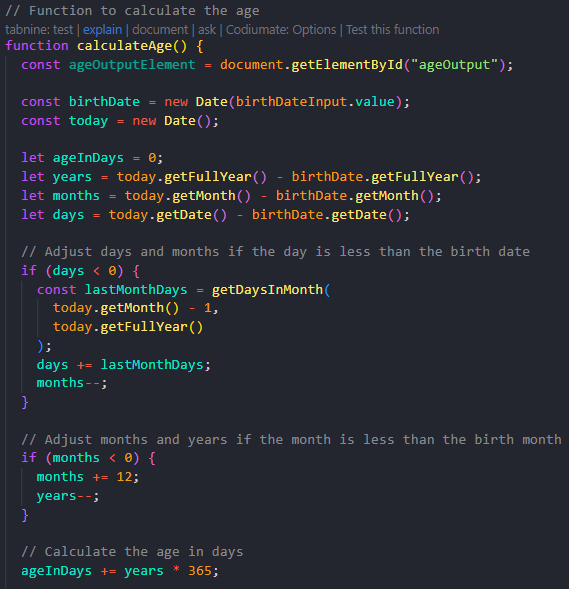 // Function to calculate the age
tabnine: test | explain | document | ask | Codiumate: Options | Test this function
function calculateAge() {
const ageOutputElement = document.getElementById("ageOutput");
const birthDate = new Date(birthDateInput.value);
const today = new Date();
let ageInDays = 0;
let years = today.getFullYear() - birthDate.getFullYear();
let months = today.getMonth() - birthDate.getMonth();
let days = today.getDate() - birthDate.getDate();
// Adjust days and months if the day is less than the birth date
if (days < 0) {
const lastMonthDays = getDaysInMonth(
today.getMonth() - 1,
today.getFullYear()
);
days += lastMonthDays;
months--;
}
// Adjust months and years if the month is less than the birth month
if (months < 0) {
months += 12;
years--;
}
// Calculate the age in days
ageInDays += years * 365;